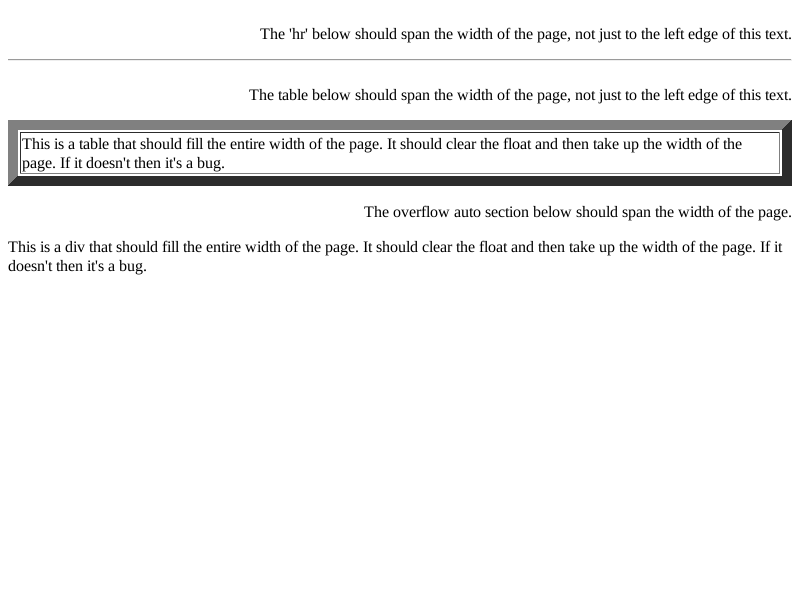 The 'hr' below should span the width of the page, not just to the left edge of this text.
The table below should span the width of the page, not just to the left edge of this text.
This is a table that should fill the entire width of the page. It should clear the float and then take up the width of the
page. If it doesn't then it's a bug.
The overflow auto section below should span the width of the page.
This is a div that should fill the entire width of the page. It should clear the float and then take up the width of the page. If it
doesn't then it's a bug.